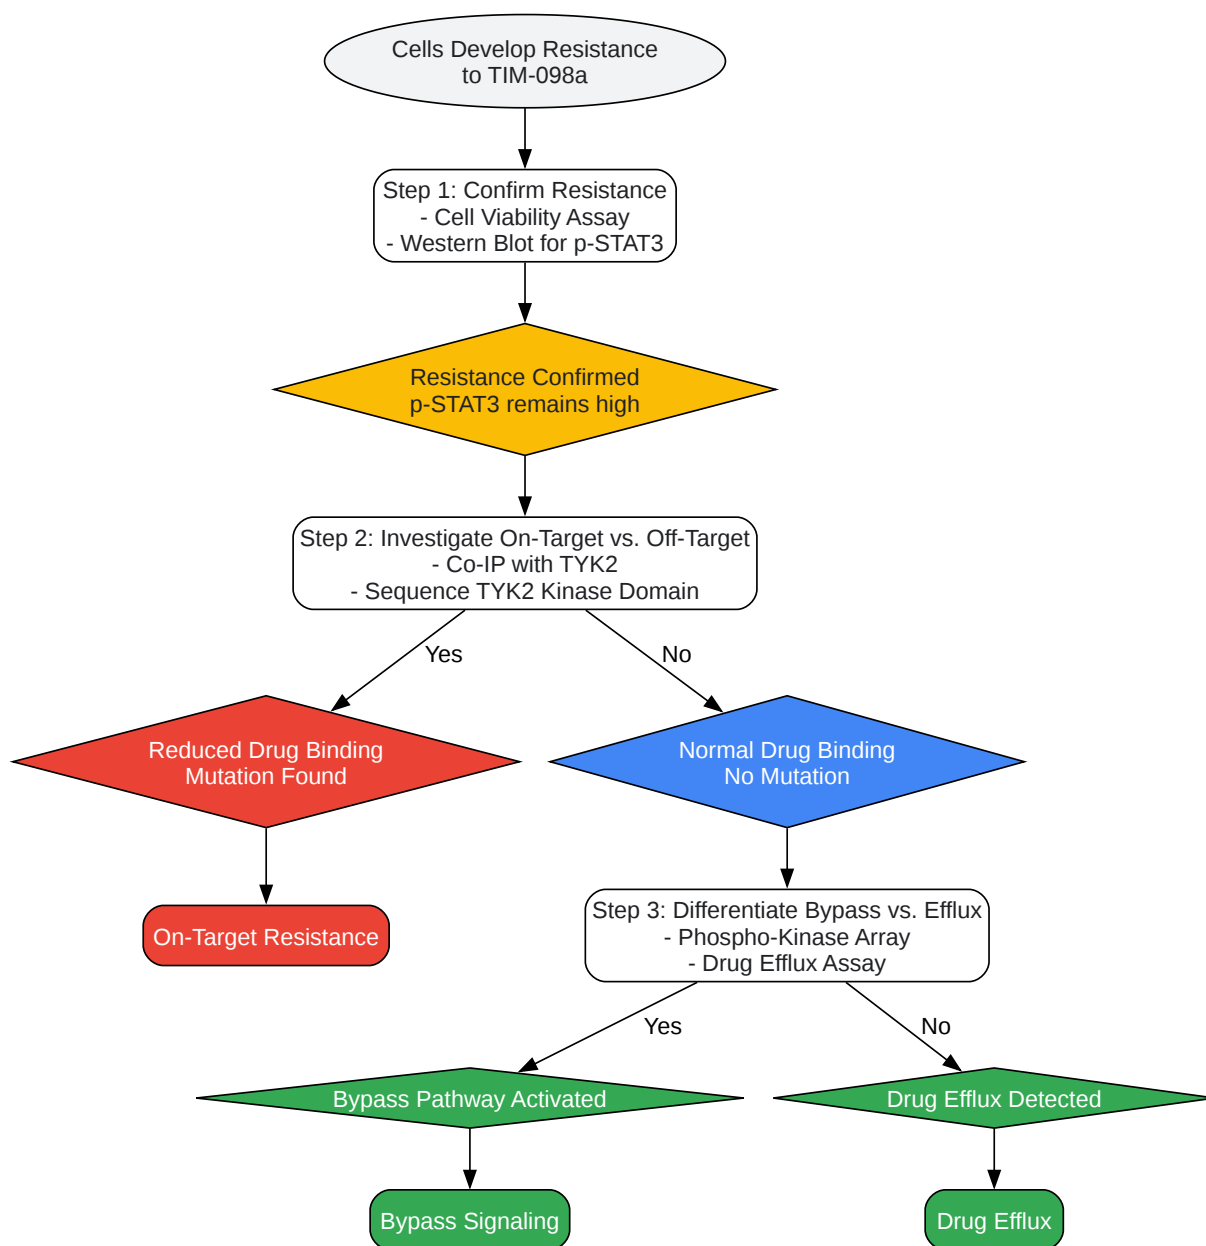 Cells Develop Resistance
to TIM-098a
Step 1: Confirm Resistance
- Cell Viability Assay
- Western Blot for p-STAT3
Resistance Confirmed
p-STAT3 remains high
Step 2: Investigate On-Target vs. Off-Target
- Co-IP with TYK2
- Sequence TYK2 Kinase Domain
Yes
No
Reduced Drug Binding
Mutation Found
Normal Drug Binding
No Mutation
On-Target Resistance
Step 3: Differentiate Bypass vs. Efflux
- Phospho-Kinase Array
- Drug Efflux Assay
Yes
No
Bypass Pathway Activated
Drug Efflux Detected
Bypass Signaling
Drug Efflux